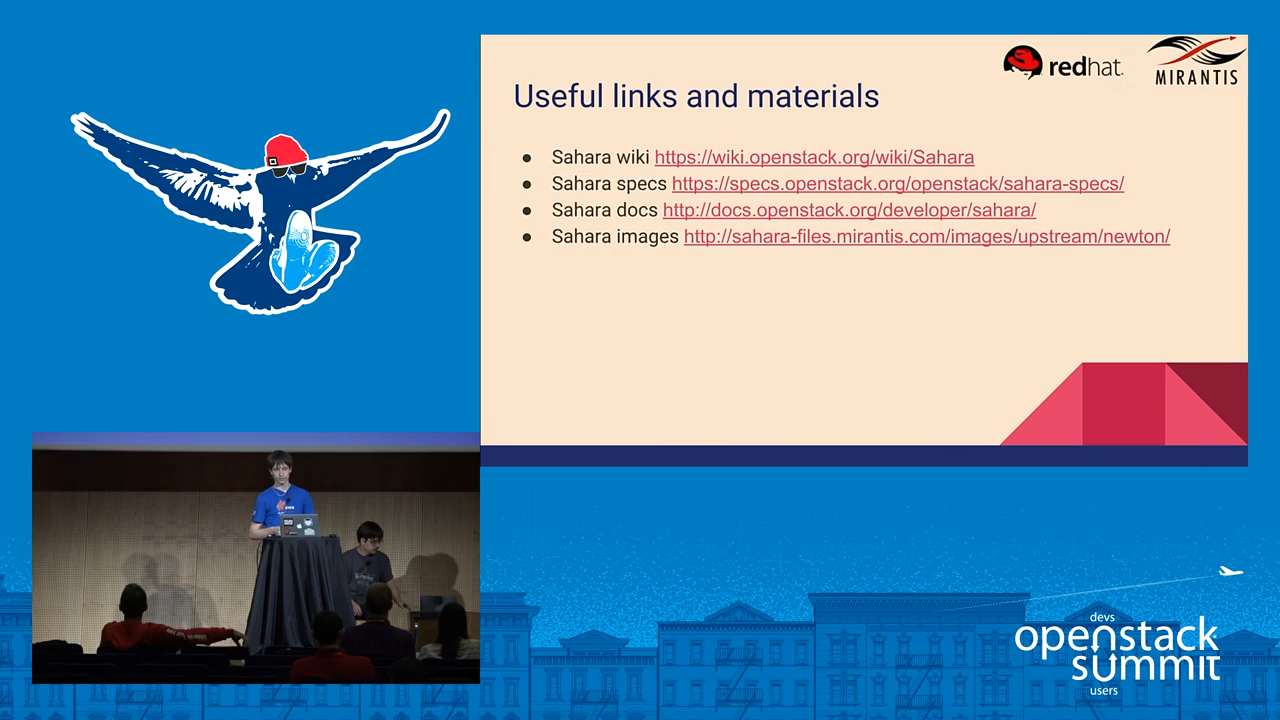 redhat.
MIRANTIS
Useful links and materials
● Sahara wiki https://wiki.openstack.org/wiki/Sahara
● Sahara specs https://specs.openstack.org/openstack/sahara-specs/
● Sahara docs http://docs.openstack.org/developer/sahara/
● Sahara images http://sahara-files.mirantis.com/images/upstream/newton/
devs
openstack
summit
users